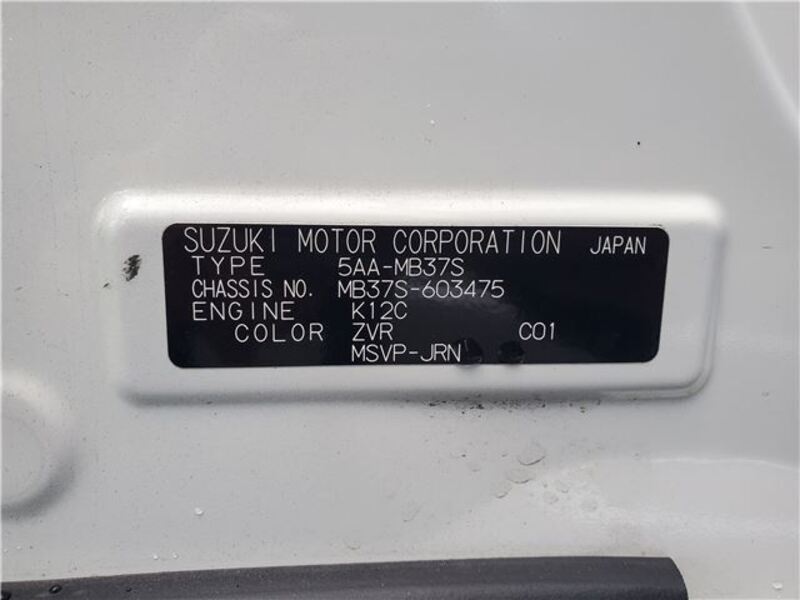 SUZUKI MOTOR CORPORATION JAPAN
TYPE 5AA-MB37S
CHASSIS NO. MB37S-603475
ENGINE K12C
COLOR ZVR C01
MSVP-JRN